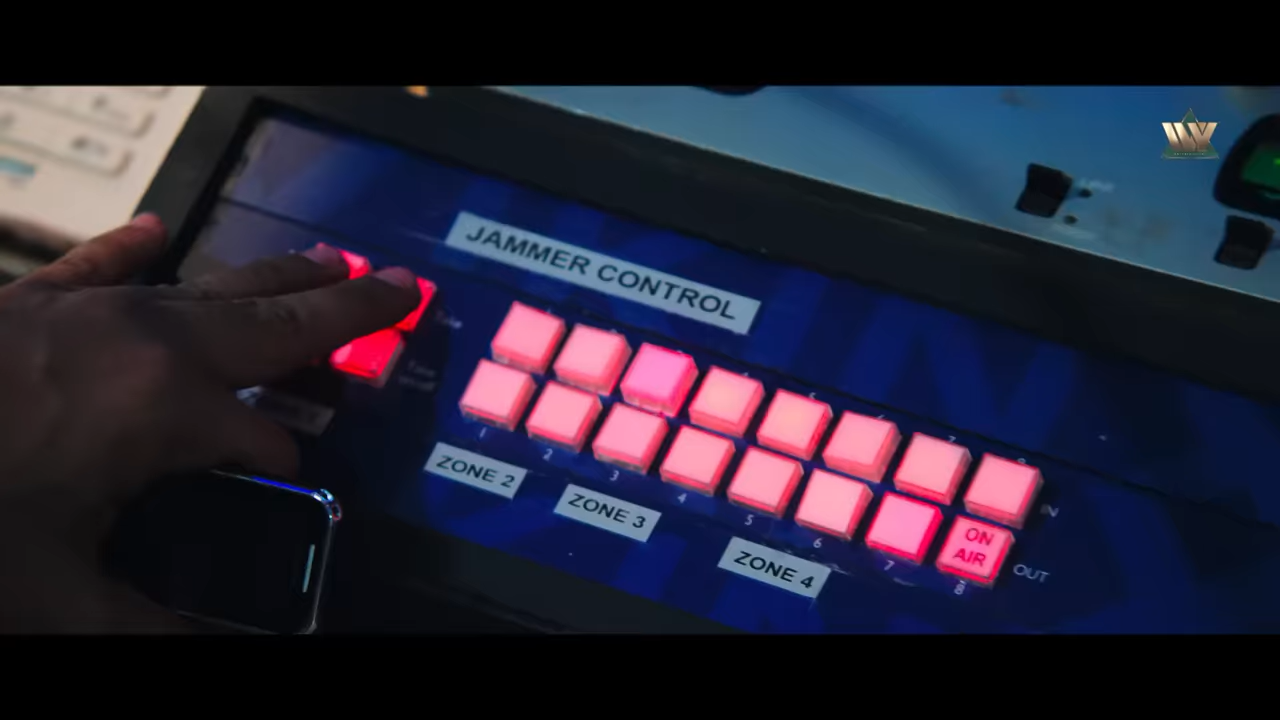 JAMMER CONTROL
IN
1 2 3 4 5 6 7 8
ZONE 2
ZONE 3
ZONE 4
ON
AIR
OUT